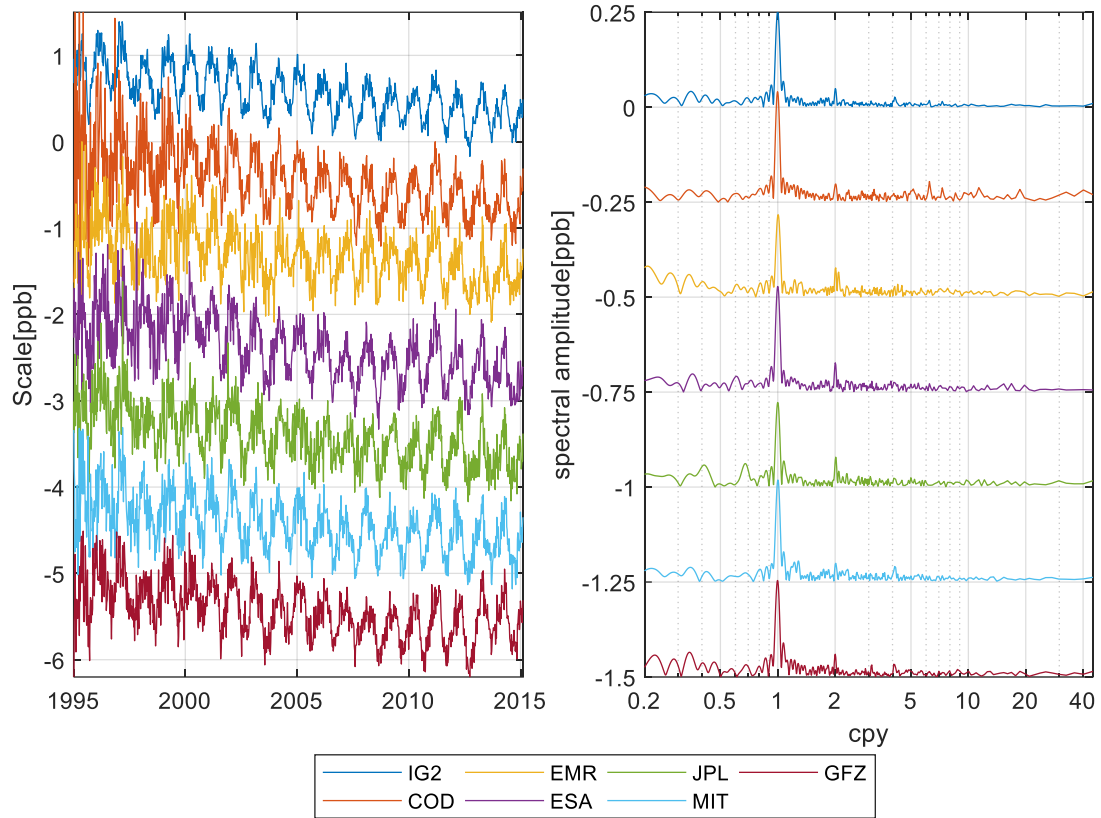 Scale[ppb]
1
0
-1
-2
-3
-4
-5
-6
1995 2000 2005 2010 2015
spectral amplitude[ppb]
0.25
0
-0.25
-0.5
-0.75
-1
-1.25
-1.5
0.2 0.5 1 2 5 10 20 40
cpy
IG2 EMR JPL GFZ
COD ESA MIT